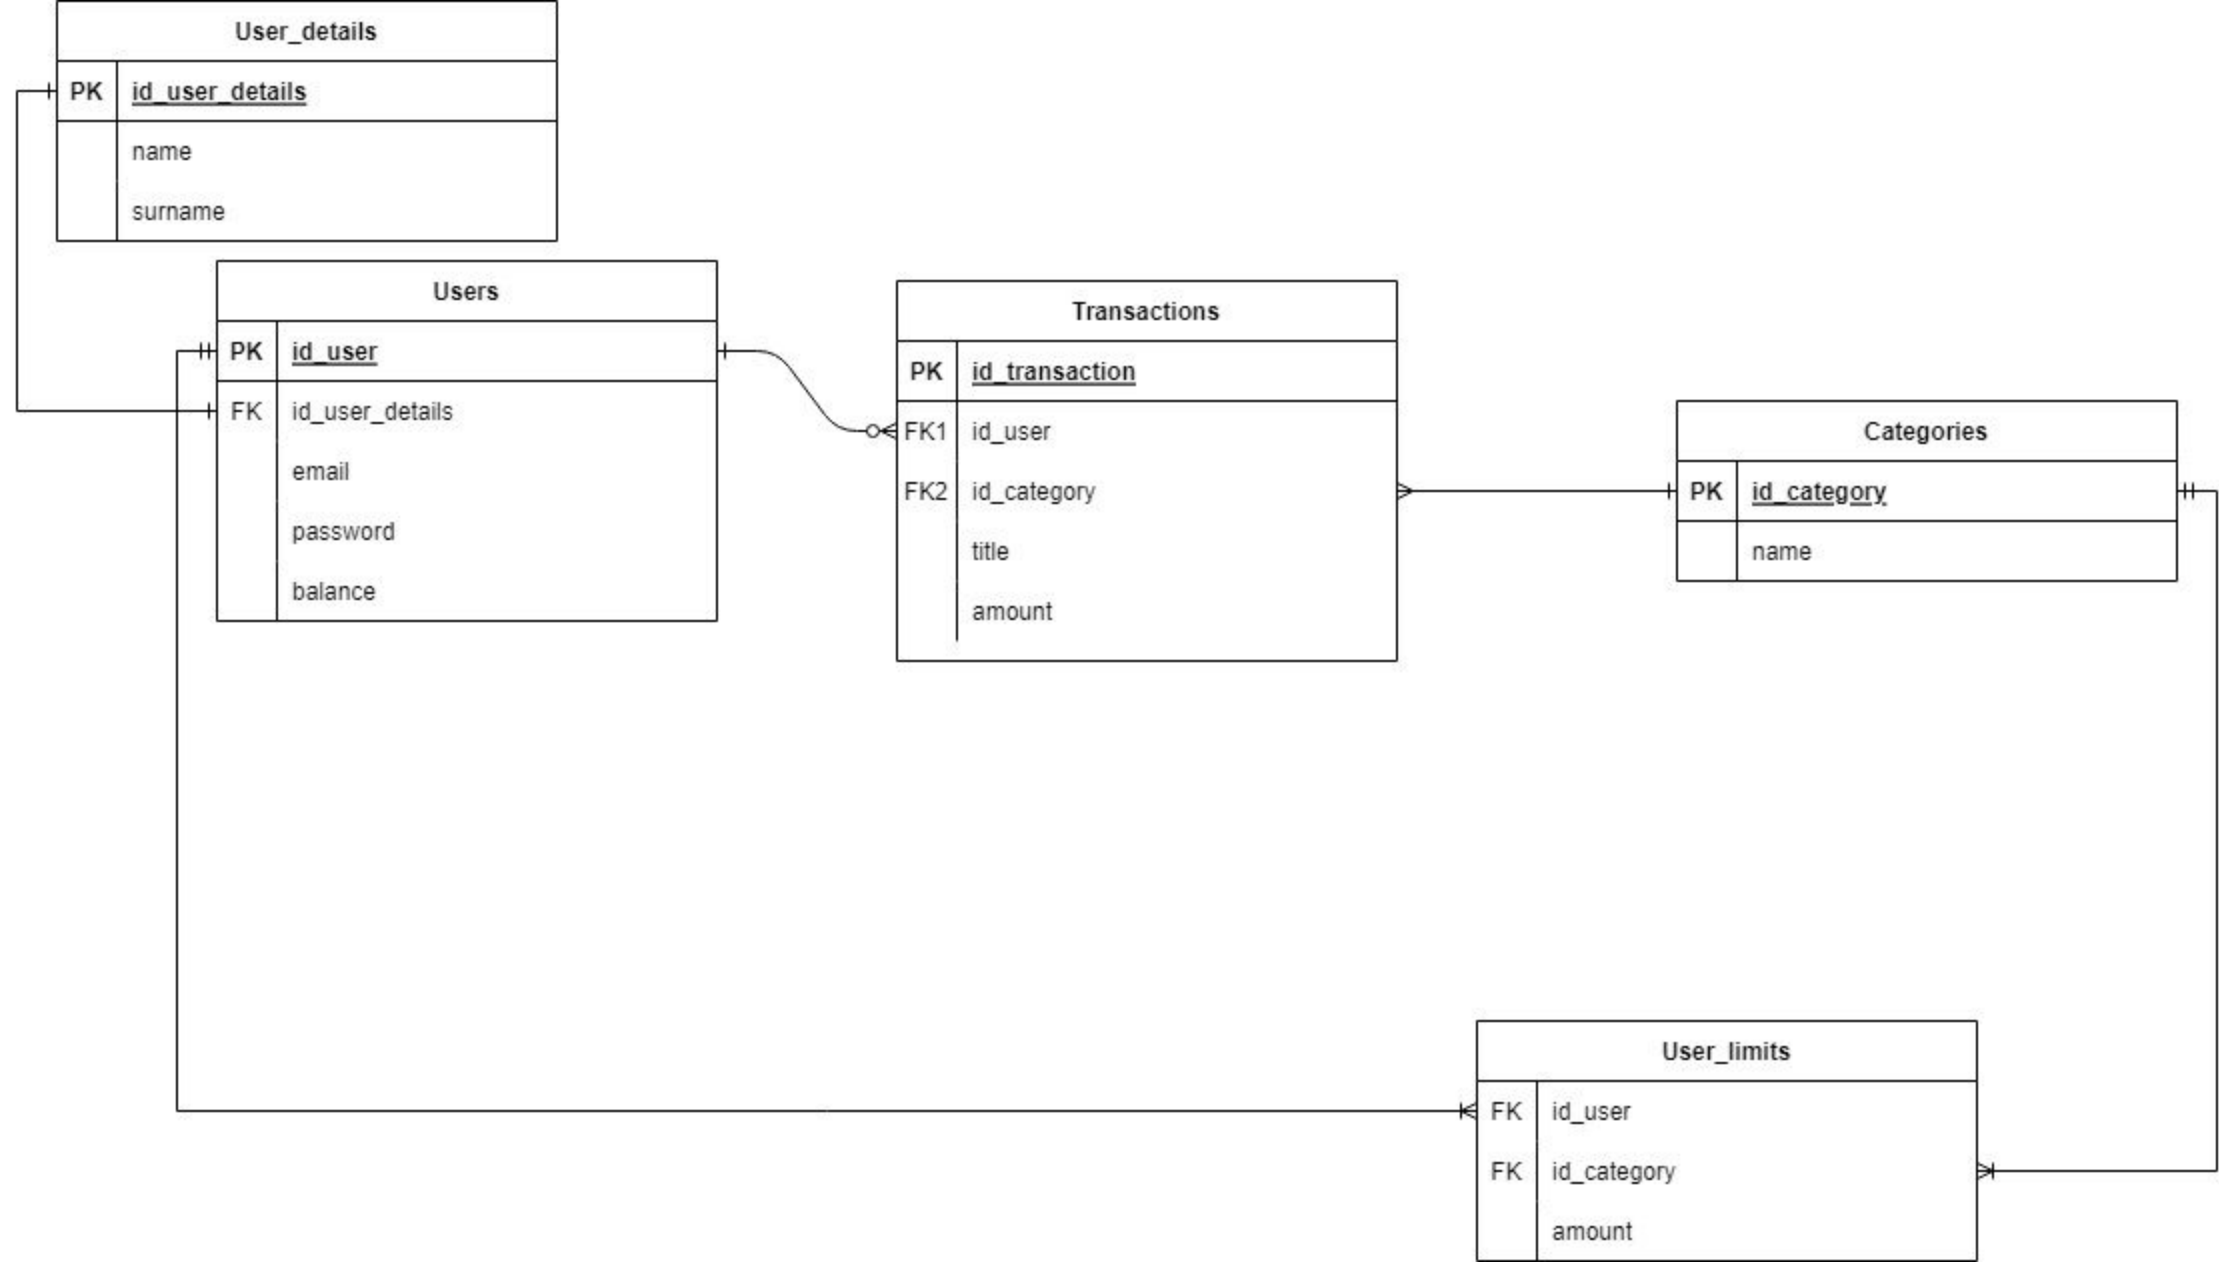 User_details
PK id_user_details
name
surname
Users
PK id_user
FK id_user_details
email
password
balance
Transactions
PK id_transaction
FK1 id_user
FK2 id_category
title
amount
Categories
PK id_category
name
User_limits
FK id_user
FK id_category
amount